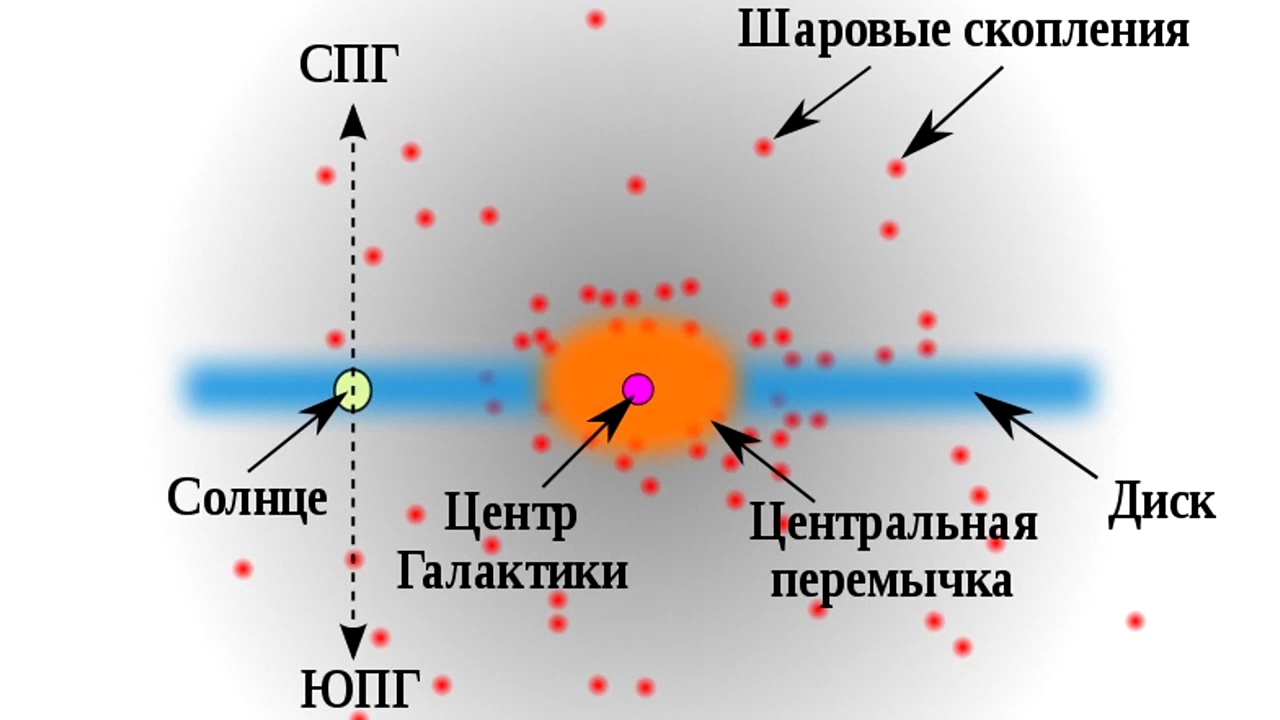 Шаровые скопления
СПГ
Солнце
Центр
Галактики
Центральная
перемычка
Диск
ЮПГ